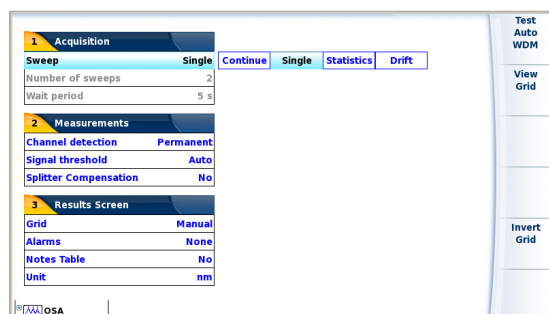 1 Acquisition
Sweep Single Continue Single Statistics Drift
Number of sweeps 2
Wait period 5 s
2 Measurements
Channel detection Permanent
Signal threshold Auto
Splitter Compensation No
3 Results Screen
Grid Manual
Alarms None
Notes Table No
Unit nm
OSA
Test
Auto
WDM
View
Grid
Invert
Grid